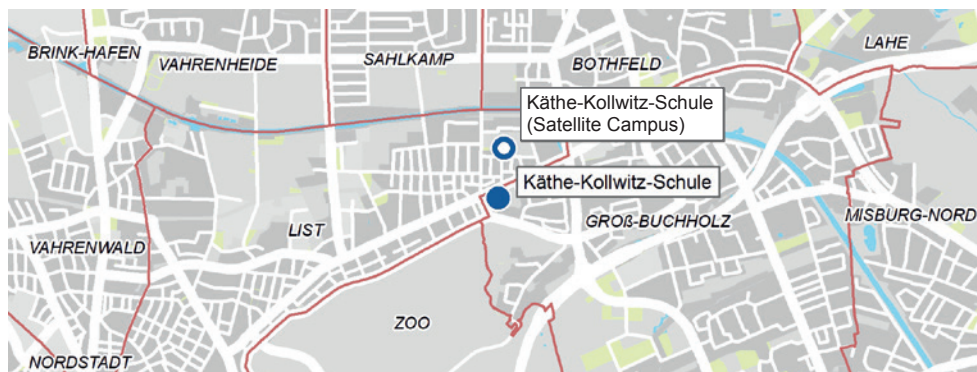 BRINK-HAFEN
VAHRENHEIDE
SAHLKAMP
BOTHFELD
LAHE
Käthe-Kollwitz-Schule
(Satellite Campus)
Käthe-Kollwitz-Schule
VAHRENWALD
LIST
GROß-BUCHHOLZ
MISBURG-NORD
ZOO
NORDSTADT